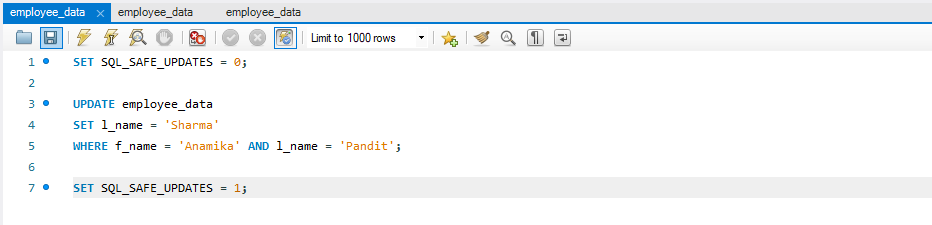 employee_data employee_data employee_data
Limit to 1000 rows
1 SET SQL_SAFE_UPDATES = 0;
2
3 UPDATE employee_data
4 SET l_name = 'Sharma'
5 WHERE f_name = 'Anamika' AND l_name = 'Pandit';
6
7 SET SQL_SAFE_UPDATES = 1;